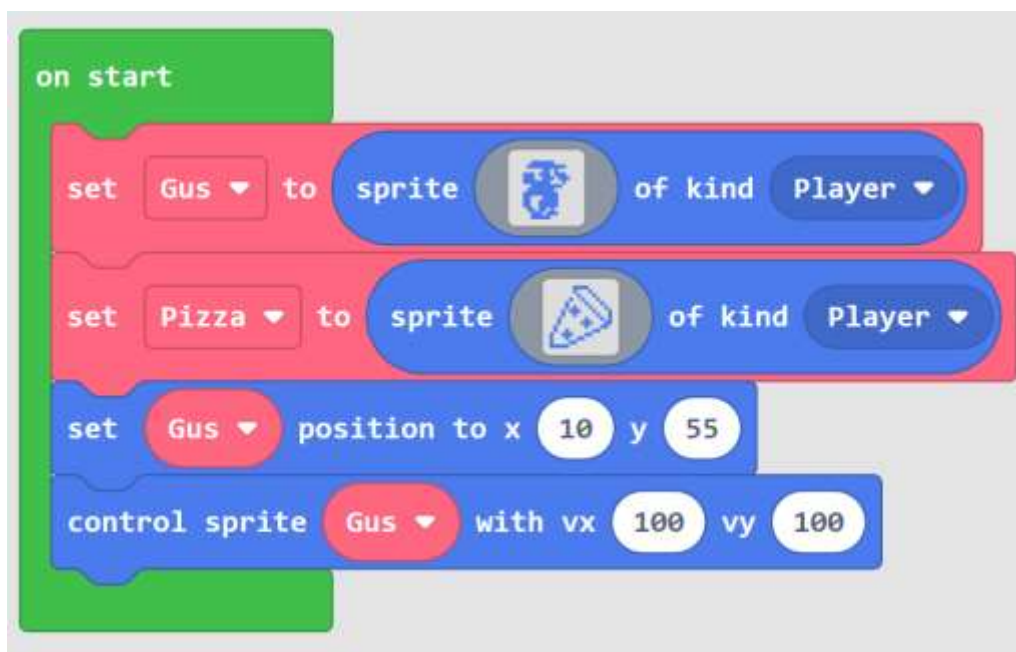 on start
set Gus to sprite of kind Player
set Pizza to sprite of kind Player
set Gus position to x 10 y 55
control sprite Gus with vx 100 vy 100